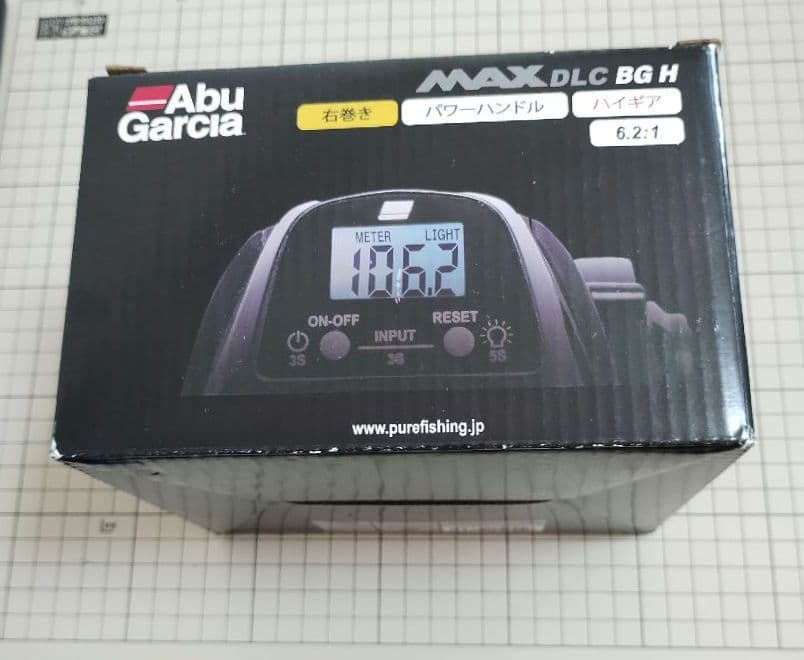 Abu
Garcia
MAX DLC BG H
右巻き パワーハンドル ハイギア
6.2:1
METER LIGHT
106.2
ON-OFF RESET
INPUT
3S 3S 5S
www.purefishing.jp